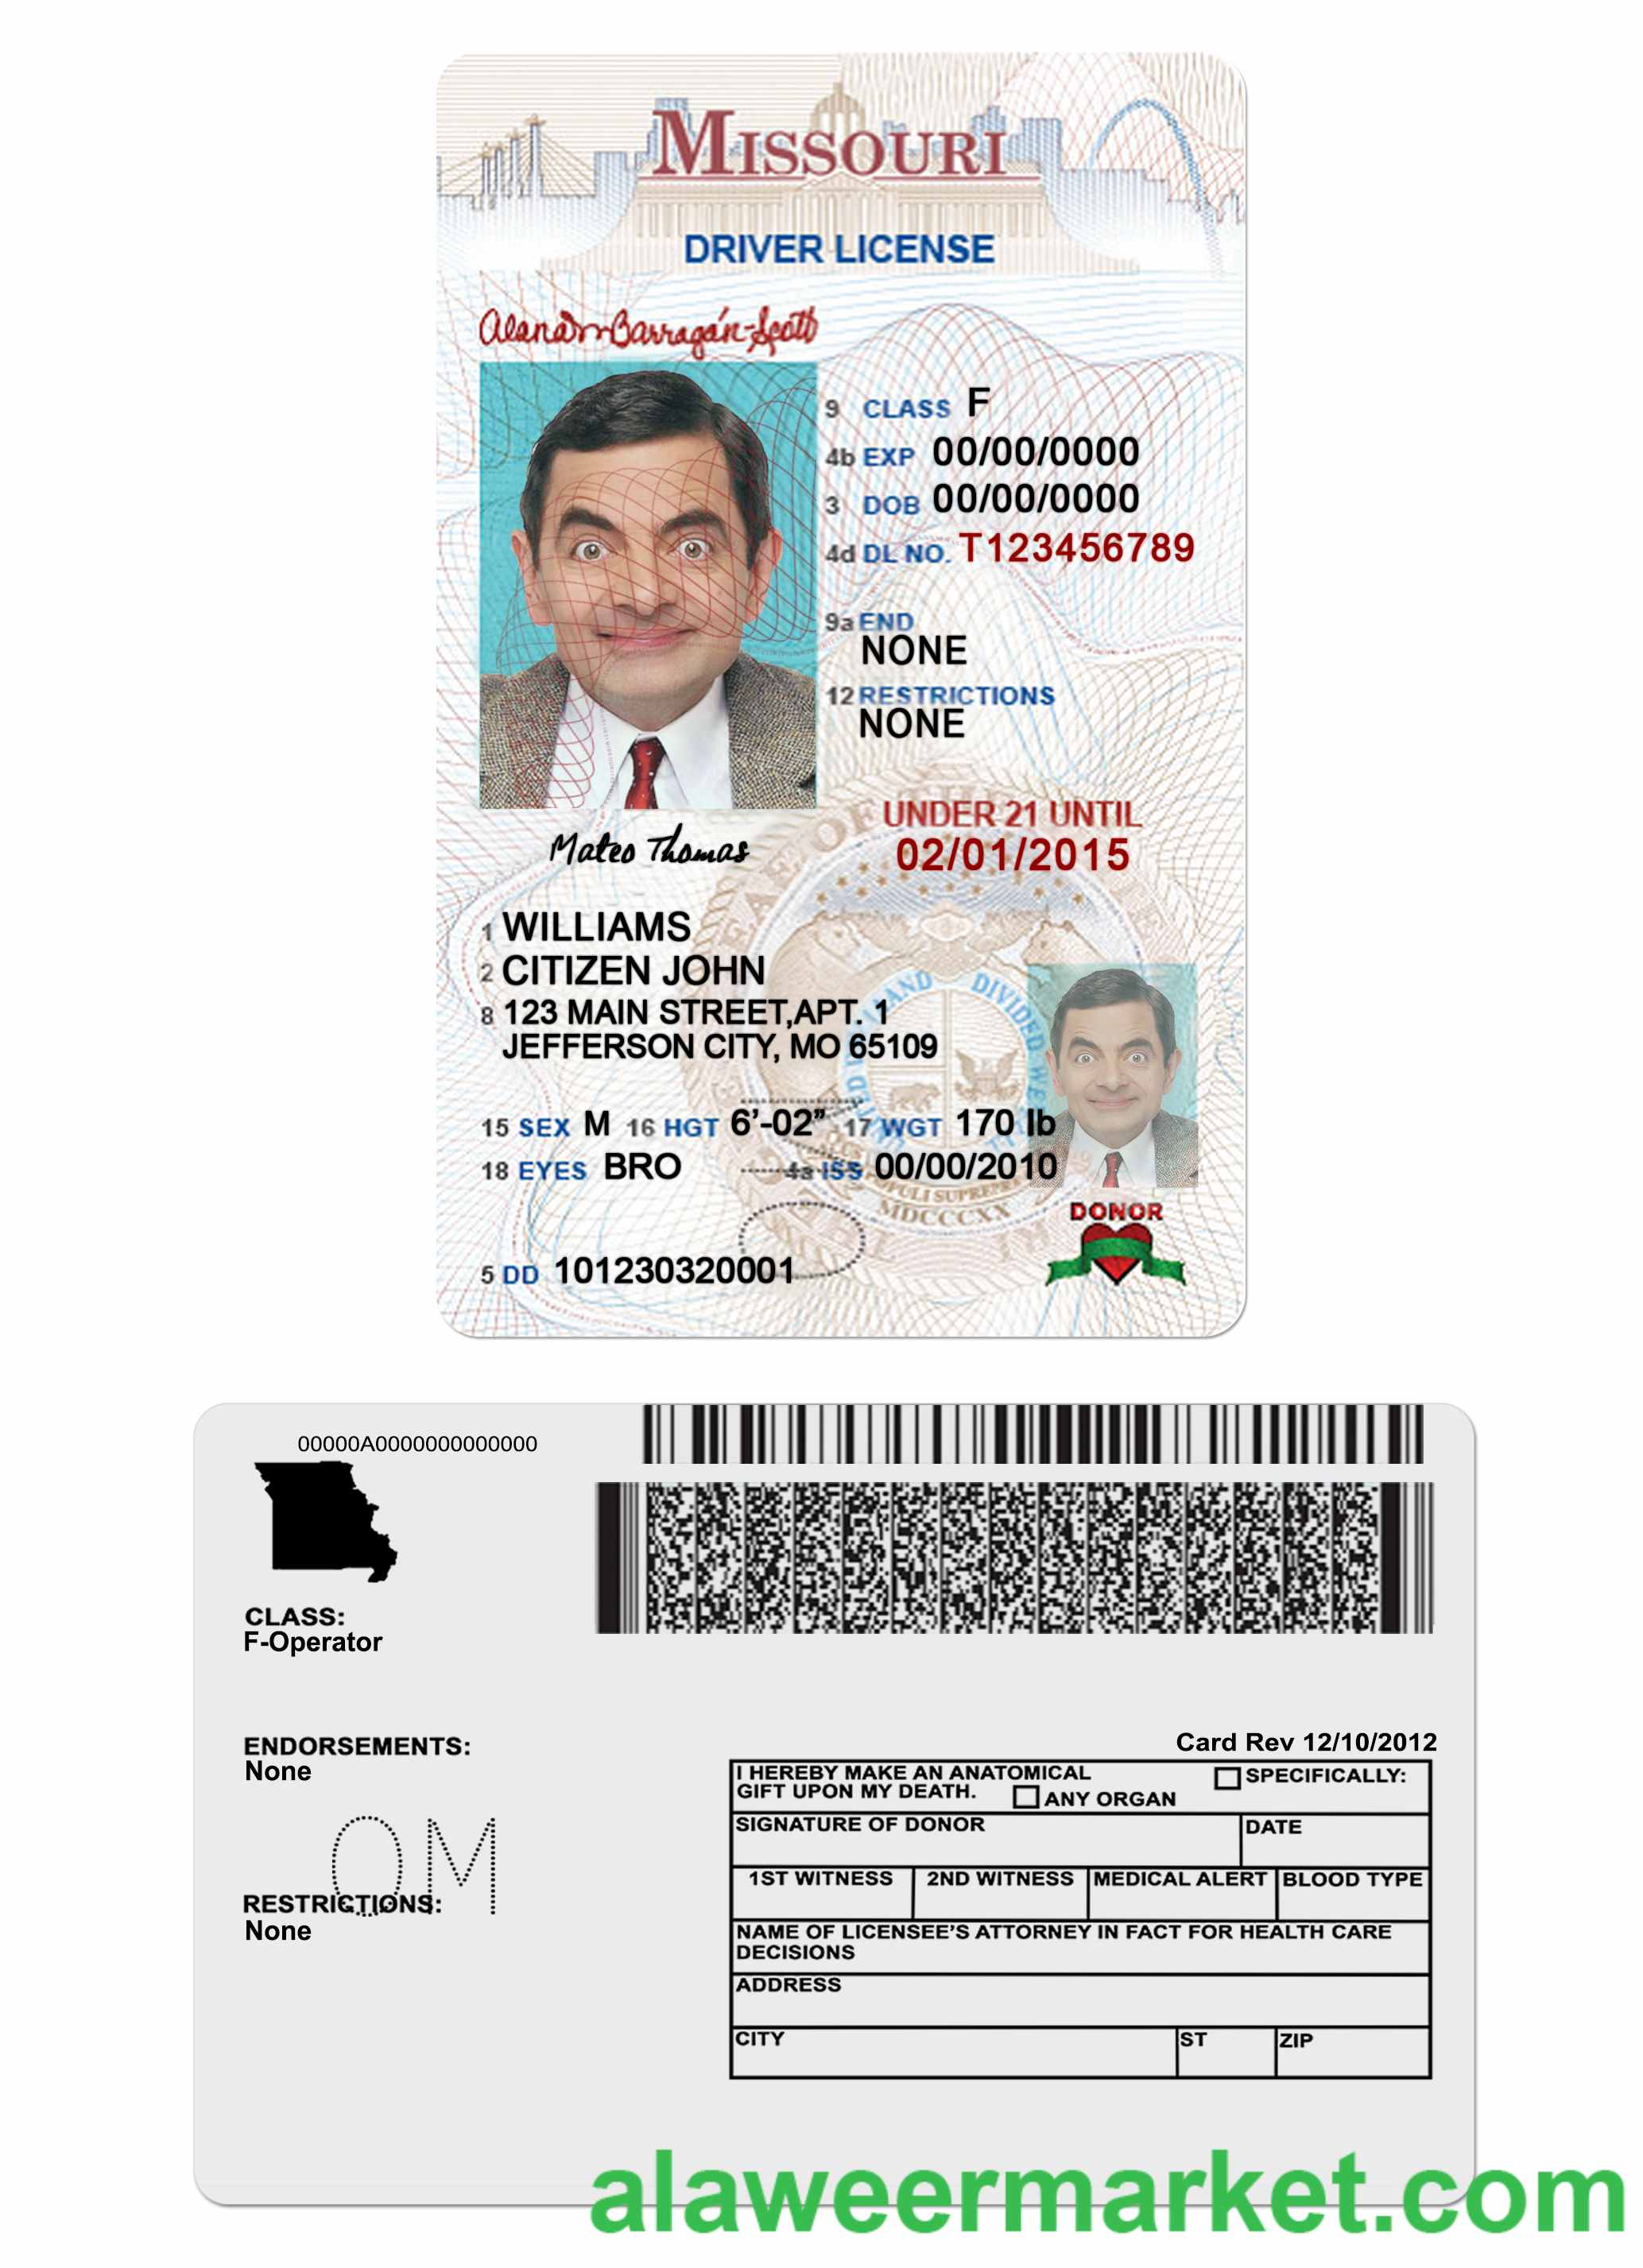 MISSOURI
DRIVER LICENSE
9 CLASS F
4b EXP 00/00/0000
3 DOB 00/00/0000
4d DL NO. T123456789
9a END
NONE
12 RESTRICTIONS
NONE
UNDER 21 UNTIL
02/01/2015
Mateo Thomas
1 WILLIAMS
2 CITIZEN JOHN
8 123 MAIN STREET,APT. 1
JEFFERSON CITY, MO 65109
15 SEX M 16 HGT 6'-02" 17 WGT 170 lb
18 EYES BRO 4a ISS 00/00/2010
MDCCCXX
DONOR
5 DD 101230320001
00000A0000000000000
CLASS:
F-Operator
ENDORSEMENTS:
None
OM
RESTRICTIONS:
None
Card Rev 12/10/2012
I HEREBY MAKE AN ANATOMICAL
GIFT UPON MY DEATH. ANY ORGAN SPECIFICALLY:
SIGNATURE OF DONOR DATE
1ST WITNESS 2ND WITNESS MEDICAL ALERT BLOOD TYPE
NAME OF LICENSEE'S ATTORNEY IN FACT FOR HEALTH CARE
DECISIONS
ADDRESS
CITY ST ZIP
alaweermarket.com